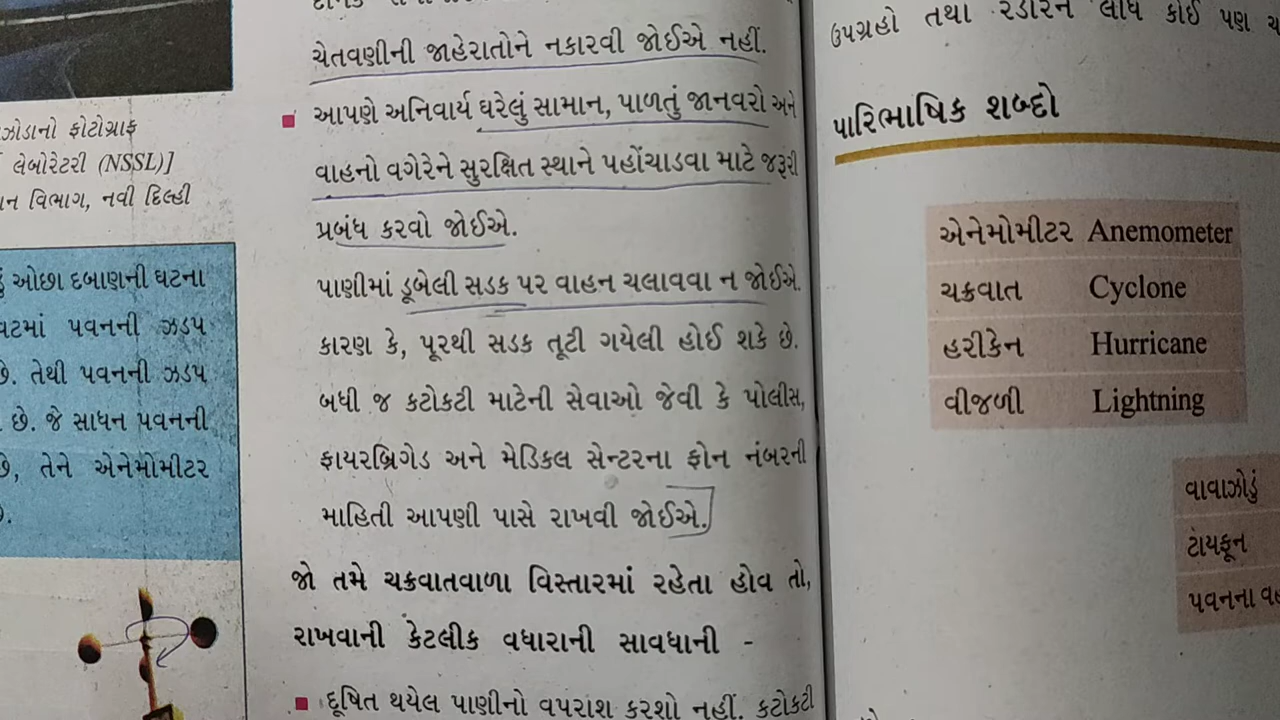 ઝોડાનો ફોટોગ્રાફ
લેબોરેટરી (NSSL)]
વિભાગ, નવી દિલ્હી
ઓછા દબાણની ઘટના
પવનની ઝડપ
છે. તેથી પવનની ઝડપ
છે. જે સાધન પવનની
છે, તેને એનેમોમીટર
ચેતવણીની જાહેરાતોને નકારવી જોઈએ નહીં.
આપણે અનિવાર્ય ઘરેલું સામાન, પાળતું જાનવરો અને
વાહનો વગેરેને સુરક્ષિત સ્થાને પહોંચાડવા માટે જરૂરી
પ્રબંધ કરવો જોઈએ.
પાણીમાં ડૂબેલી સડક પર વાહન ચલાવવા ન જોઈએ.
કારણ કે, પૂરથી સડક તૂટી ગયેલી હોઈ શકે છે.
બધી જ કટોકટી માટેની સેવાઓ જેવી કે પોલીસ,
ફાયરબ્રિગેડ અને મેડિકલ સેન્ટરના ફોન નંબરની
માહિતી આપણી પાસે રાખવી જોઈએ.
જો તમે ચક્રવાતવાળા વિસ્તારમાં રહેતા હોવ તો,
રાખવાની કેટલીક વધારાની સાવધાની -
દૂષિત થયેલ પાણીનો વપરાશ કરશો નહીં. કટોકટી
ઉપગ્રહો તથા રડારને લીધે કોઈ પણ
પારિભાષિક શબ્દો
એનેમોમીટર Anemometer
ચક્રવાત Cyclone
હરીકેન Hurricane
વીજળી Lightning
વાવાઝોડું
ટાયફૂન
પવનના